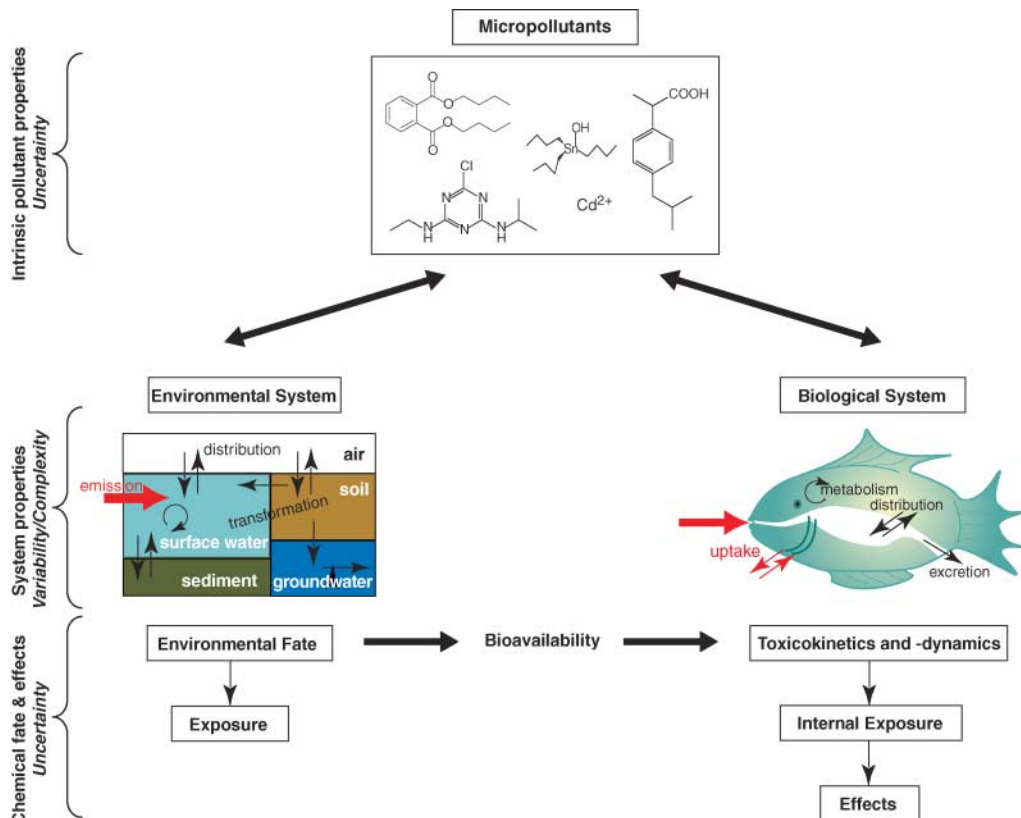 Micropollutants
Intrinsic pollutant properties
Uncertainty
O
O
O
O
Cl
N
N
N
N
H
N
H
OH
Sn
Cd2+
COOH
Environmental System
Biological System
System properties
Variability/Complexity
distribution
air
emission
soil
transformation
surface water
sediment
groundwater
metabolism
distribution
uptake
excretion
Chemical fate & effects
Uncertainty
Environmental Fate
Bioavailability
Toxicokinetics and -dynamics
Exposure
Internal Exposure
Effects